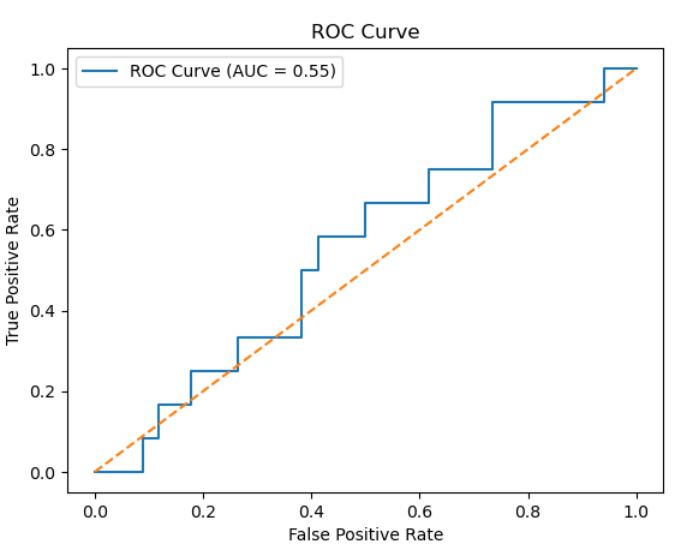 ROC Curve
ROC Curve (AUC = 0.55)
True Positive Rate
1.0
0.8
0.6
0.4
0.2
0.0
0.0 0.2 0.4 0.6 0.8 1.0
False Positive Rate